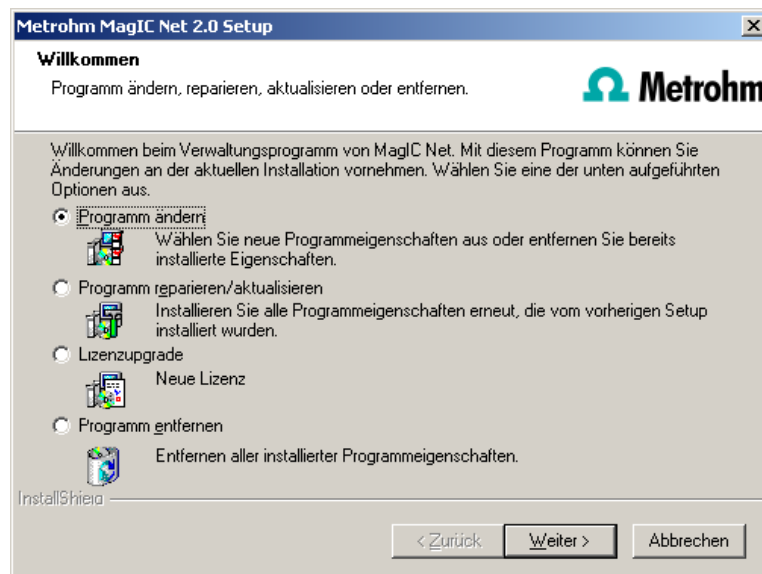 Metrohm MagIC Net 2.0 Setup
Willkommen
Programm ändern, reparieren, aktualisieren oder entfernen.
Metrohm
Willkommen beim Verwaltungsprogramm von MagIC Net. Mit diesem Programm können Sie
Änderungen an der aktuellen Installation vornehmen. Wählen Sie eine der unten aufgeführten
Optionen aus.
Programm ändern
Wählen Sie neue Programmeigenschaften aus oder entfernen Sie bereits
installierte Eigenschaften.
Programm reparieren/aktualisieren
Installieren Sie alle Programmeigenschaften erneut, die vom vorherigen Setup
installiert wurden.
Lizenzupgrade
Neue Lizenz
Programm entfernen
Entfernen aller installierter Programmeigenschaften.
InstallShield
< Zurück
Weiter >
Abbrechen